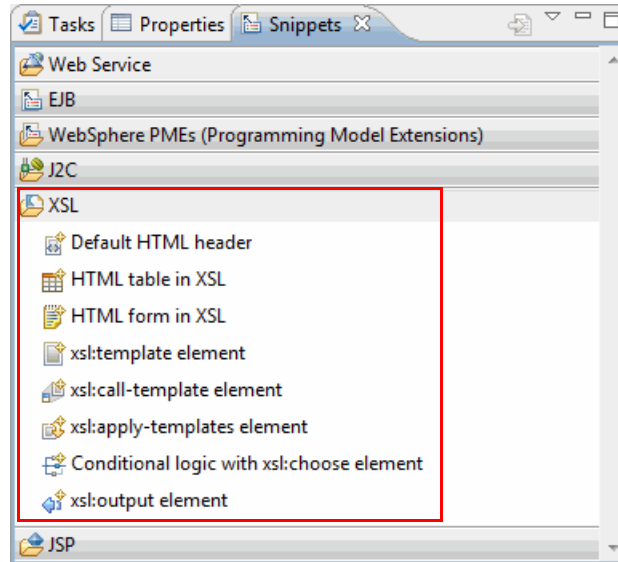 Tasks Properties Snippets
Web Service
EJB
WebSphere PMEs (Programming Model Extensions)
J2C
XSL
Default HTML header
HTML table in XSL
HTML form in XSL
xsl:template element
xsl:call-template element
xsl:apply-templates element
Conditional logic with xsl:choose element
xsl:output element
JSP